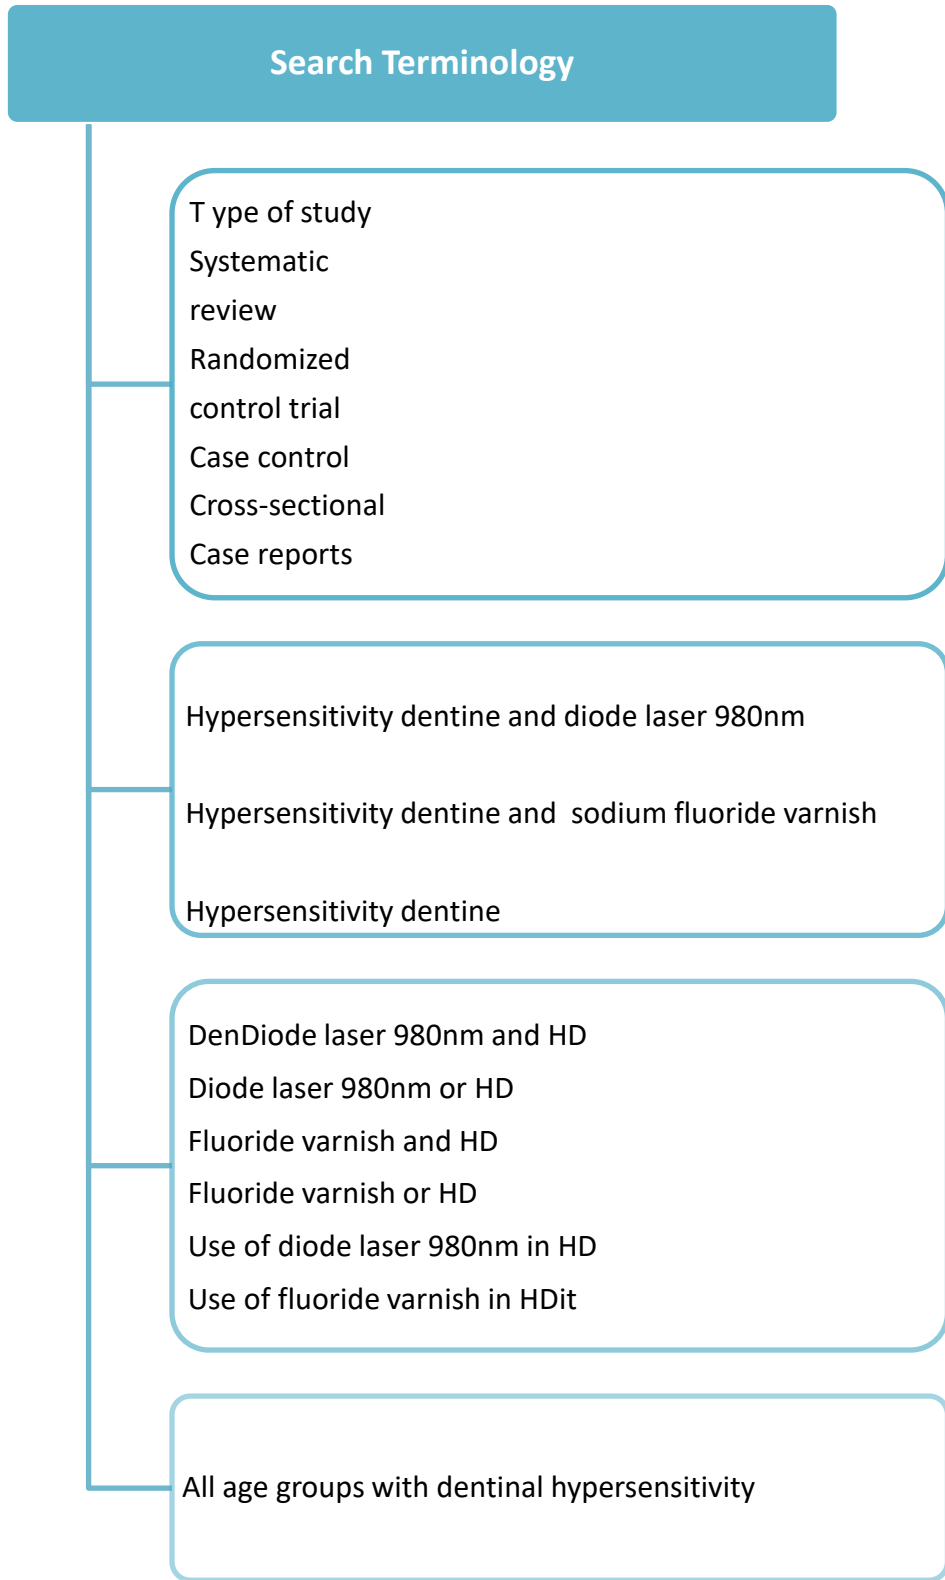 Search Terminology
T ype of study
Systematic
review
Randomized
control trial
Case control
Cross-sectional
Case reports
Hypersensitivity dentine and diode laser 980nm
Hypersensitivity dentine and  sodium fluoride varnish
Hypersensitivity dentine
DenDiode laser 980nm and HD
Diode laser 980nm or HD
Fluoride varnish and HD
Fluoride varnish or HD
Use of diode laser 980nm in HD
Use of fluoride varnish in HDit
All age groups with dentinal hypersensitivity